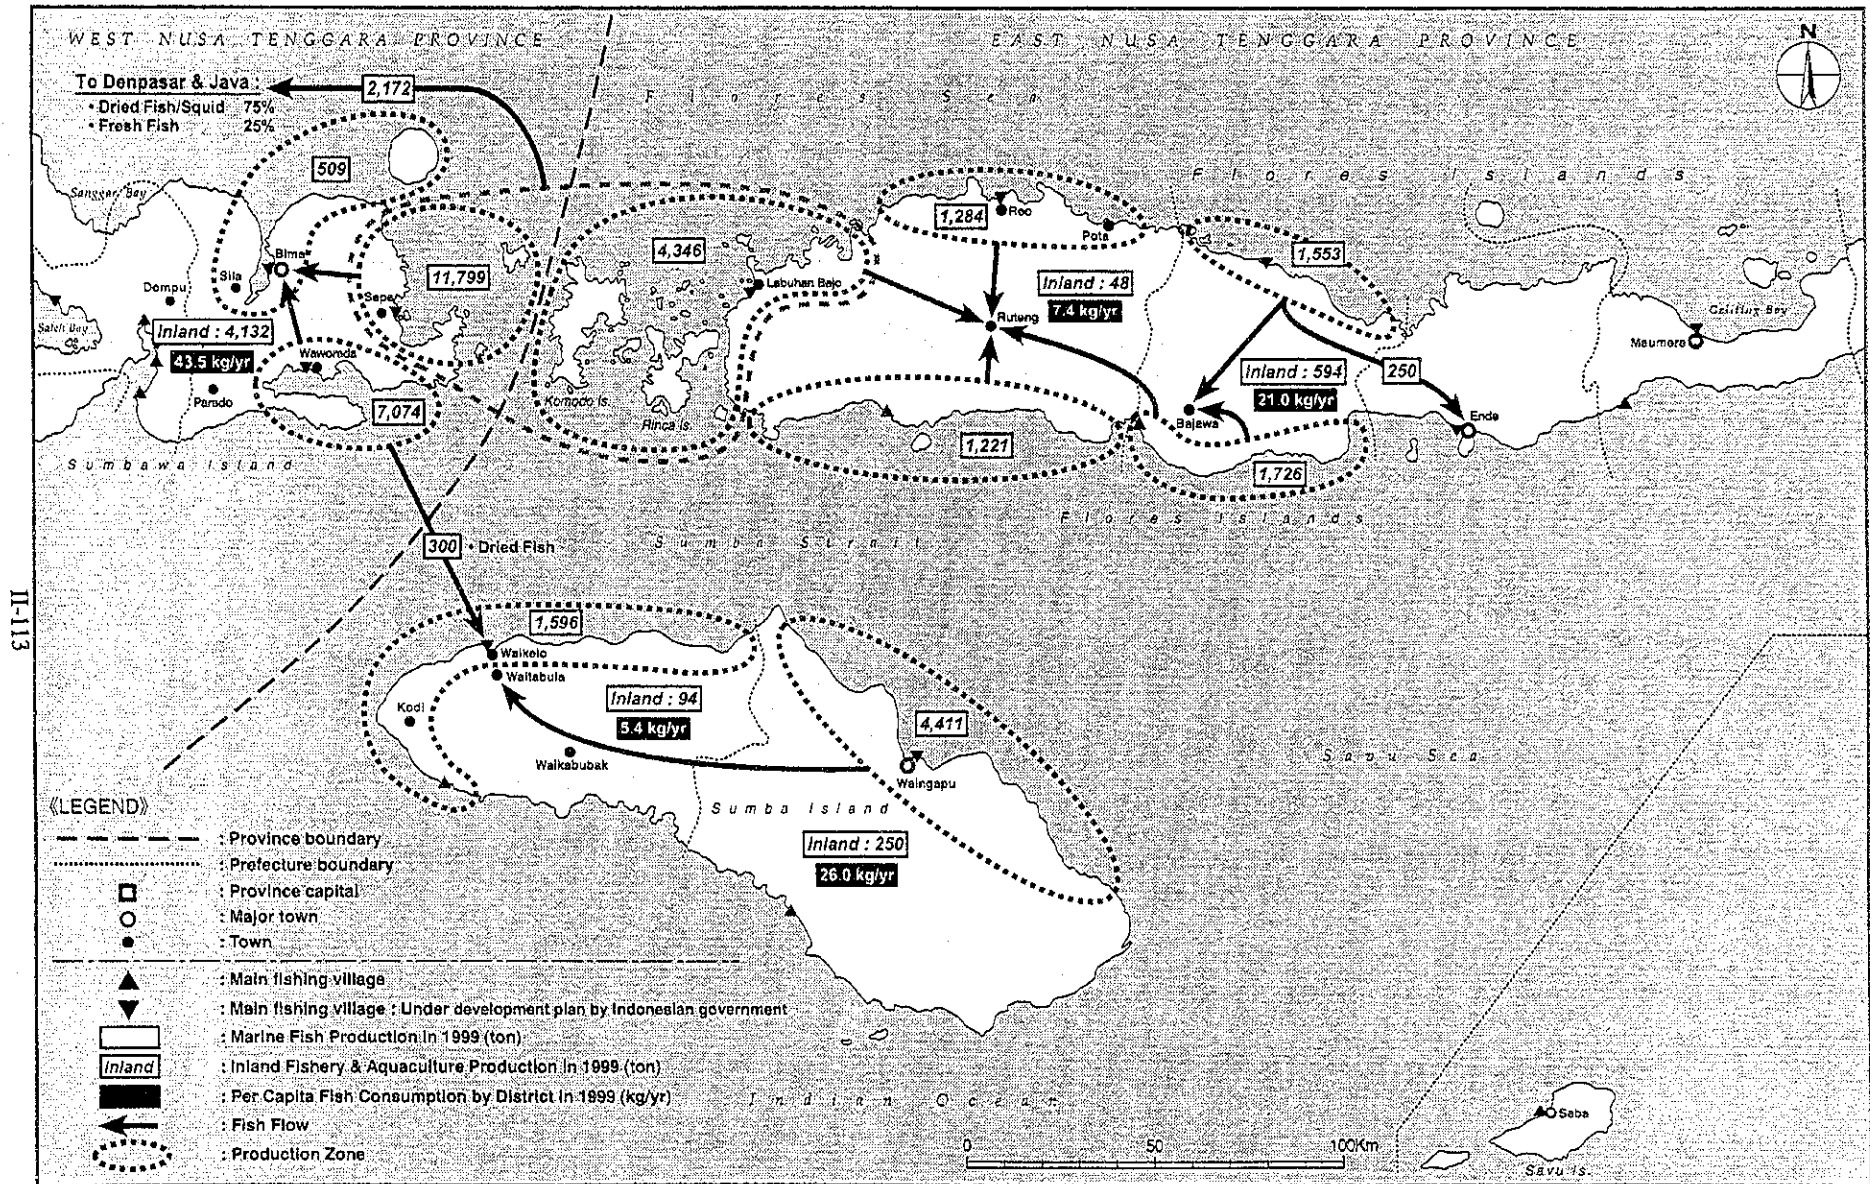 WEST NUSA TENGGARA PROVINCE
EAST NUSA TENGGARA PROVINCE
N
To Denpasar & Java :
• Dried Fish/Squid 75%
• Fresh Fish 25%
2,172
Flores Sea
509
Sanggar Bay
Flores Islands
1,284
Reo
Pota
1,553
4,346
Bima
11,799
Sila
Dompu
Sape
Labuhan Bajo
Inland : 48
7.4 kg/yr
Ruteng
Saleh Bay
Inland : 4,132
43.5 kg/yr
Waworada
Maumere
Parado
7,074
Komodo Is.
Rinca Is.
Inland : 594
21.0 kg/yr
250
Bajawa
Ende
1,221
1,726
Sumbawa Island
Flores Islands
300
• Dried Fish
Sumba Strait
II-113
1,596
Waikelo
Waitabula
Inland : 94
5.4 kg/yr
Kodi
Waikabubak
4,411
Waingapu
Savu Sea
Sumba Island
Inland : 250
26.0 kg/yr
《LEGEND》
: Province boundary
: Prefecture boundary
: Province capital
: Major town
: Town
: Main fishing village
: Main fishing village : Under development plan by Indonesian government
: Marine Fish Production in 1999 (ton)
Inland : Inland Fishery & Aquaculture Production in 1999 (ton)
: Per Capita Fish Consumption by District in 1999 (kg/yr)
: Fish Flow
: Production Zone
Indian Ocean
0 50 100Km
Saba
Savu Is.